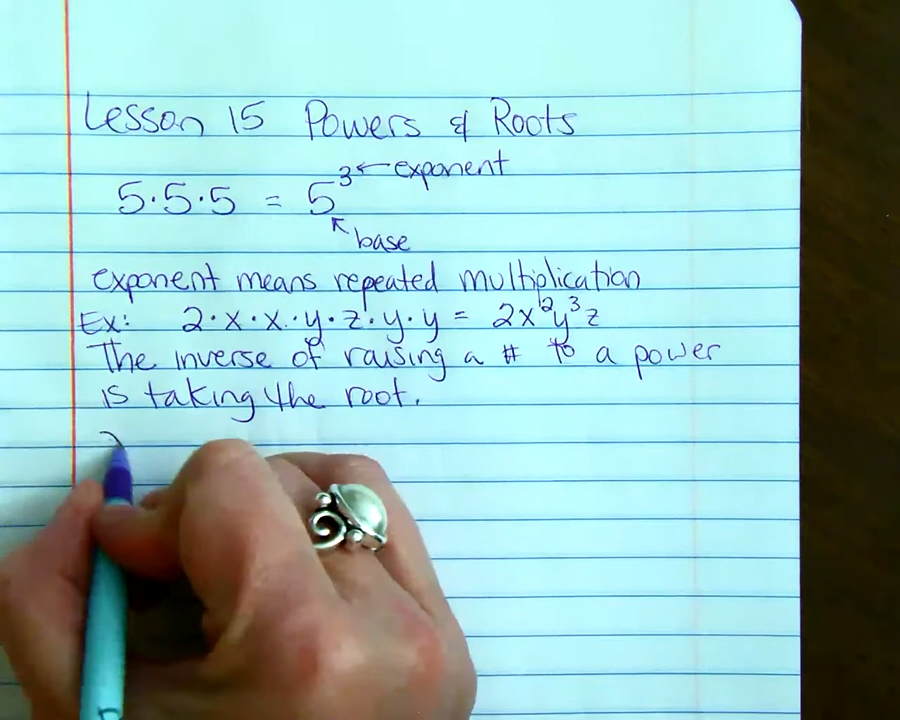 Lesson 15 Powers & Roots
5·5·5 = 5³ ← exponent
↖ base
exponent means repeated multiplication
Ex: 2·x·x·y·z·y·y = 2x²y³z
The inverse of raising a # to a power
is taking the root.